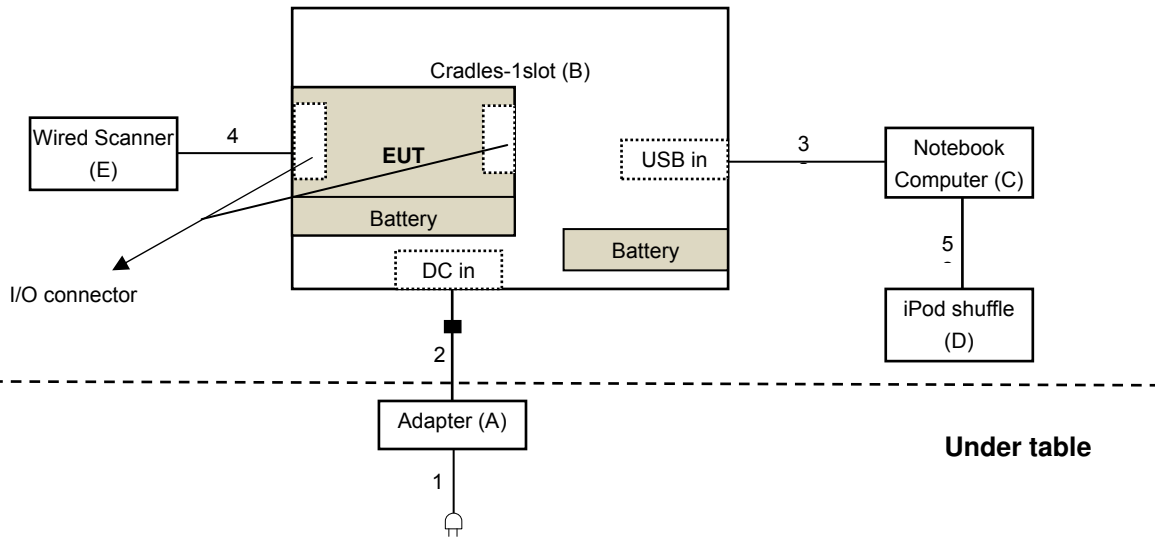 Cradles-1slot (B)
Wired Scanner
(E)
4
EUT
USB in
3
Notebook
Computer (C)
Battery
Battery
5
DC in
I/O connector
iPod shuffle
(D)
2
Adapter (A)
Under table
1